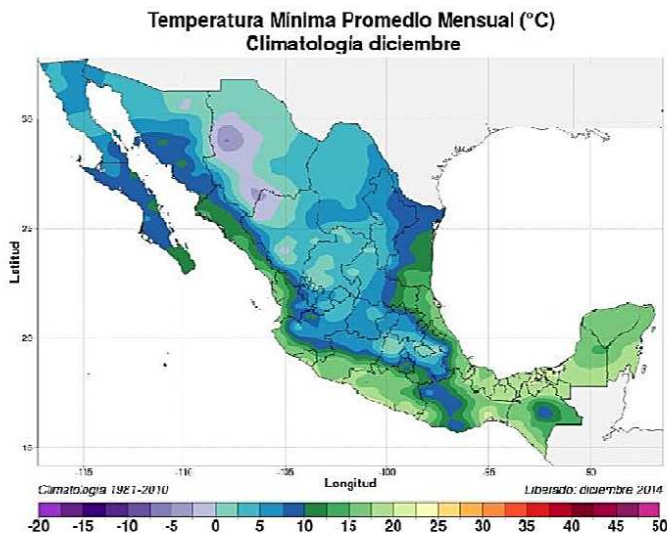 Temperatura Mínima Promedio Mensual (°C)
Climatología diciembre
Latitud
30
25
20
15
-115
-110
-105
-100
-95
-90
Longitud
Climatología 1981-2010
Liberado: diciembre 2014
-20 -15 -10 -5 0 5 10 15 20 25 30 35 40 45 50